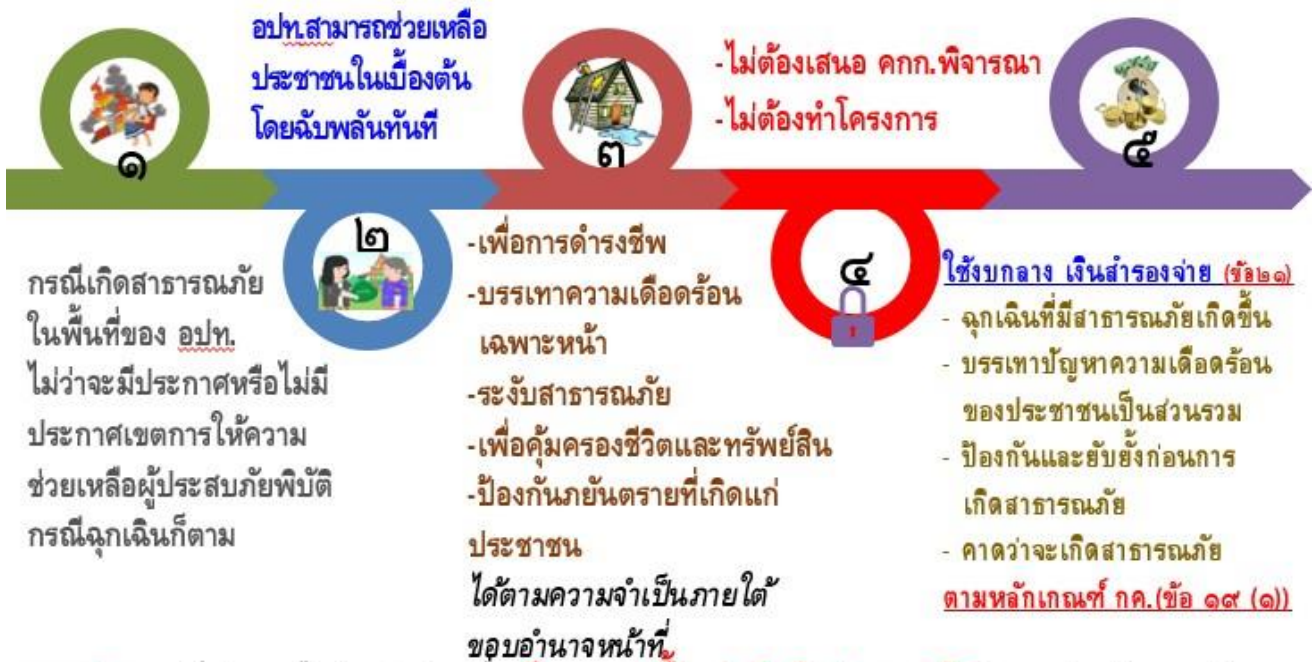 ๑
กรณีเกิดสาธารณภัย
ในพื้นที่ของ อปท.
ไม่ว่าจะมีประกาศหรือไม่มี
ประกาศเขตการให้ความ
ช่วยเหลือผู้ประสบภัยพิบัติ
กรณีฉุกเฉินก็ตาม
อปท.สามารถช่วยเหลือ
ประชาชนในเบื้องต้น
โดยฉับพลันทันที
๒
๓
-เพื่อการดำรงชีพ
-บรรเทาความเดือดร้อน
เฉพาะหน้า
-ระงับสาธารณภัย
-เพื่อคุ้มครองชีวิตและทรัพย์สิน
-ป้องกันภยันตรายที่เกิดแก่
ประชาชน
ได้ตามความจำเป็นภายใต้
ขอบอำนาจหน้าที่
-ไม่ต้องเสนอ คกก.พิจารณา
-ไม่ต้องทำโครงการ
๔
๕
ใช้งบกลาง เงินสำรองจ่าย (ข้อ๒๑)
- ฉุกเฉินที่มีสาธารณภัยเกิดขึ้น
- บรรเทาปัญหาความเดือดร้อน
ของประชาชนเป็นส่วนรวม
- ป้องกันและยับยั้งก่อนการ
เกิดสาธารณภัย
- คาดว่าจะเกิดสาธารณภัย
ตามหลักเกณฑ์ กค.(ข้อ ๑๙ (๑))